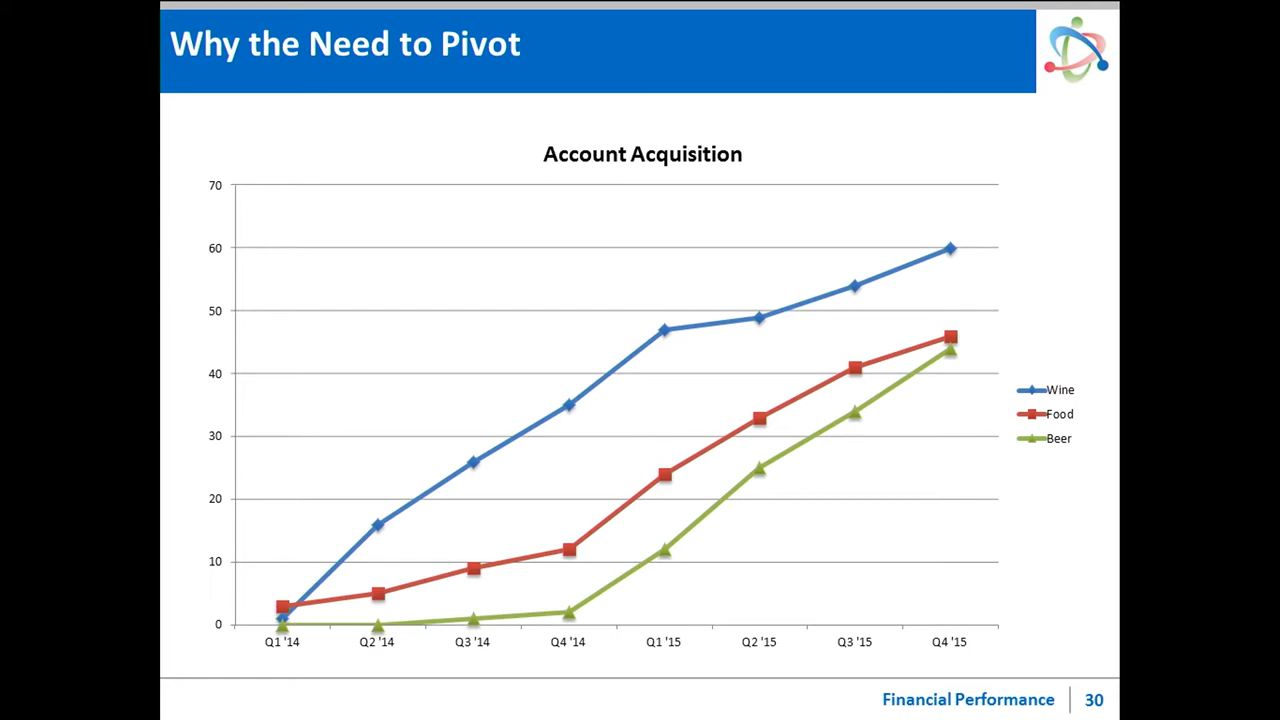 Why the Need to Pivot
Account Acquisition
70
60
50
40
30
20
10
0
Q1 '14 Q2 '14 Q3 '14 Q4 '14 Q1 '15 Q2 '15 Q3 '15 Q4 '15
Wine
Food
Beer
Financial Performance 30